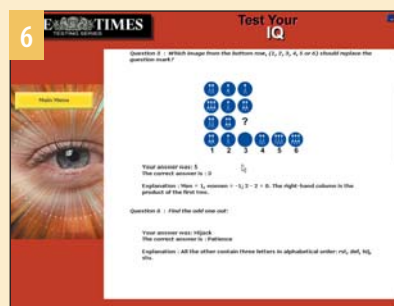 6
E TIMES
TESTING SERIES
Test Your
IQ
Main Menu
Question 5 : Which image from the bottom row, (1, 2, 3, 4, 5 or 6) should replace the
question mark?
?
1 2 3 4 5 6
Your answer was: 5
The correct answer is : 3
Explanation : Men = 1, women = -1; 2 - 2 = 0. The right-hand column is the
product of the first two.
Question 6 : Find the odd one out:
Your answer was: Hijack
The correct answer is : Patience
Explanation : All the other contain three letters in alphabetical order: rst, def, hij,
stu.